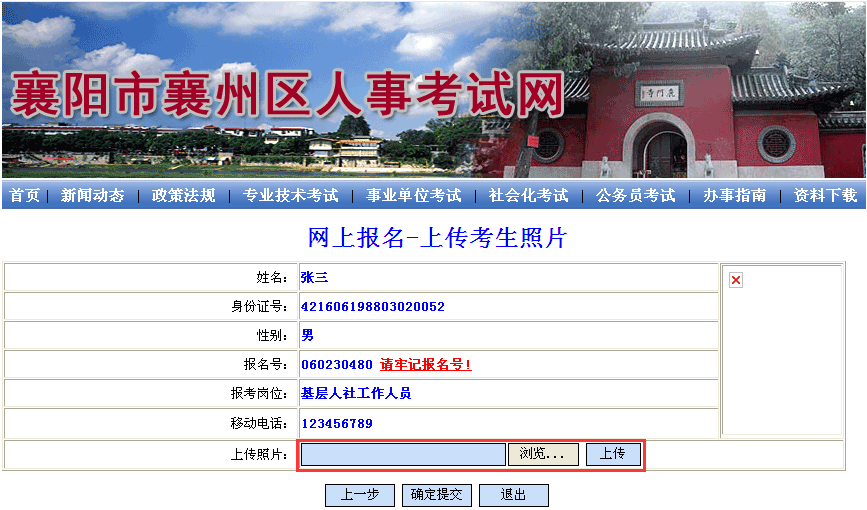 襄阳市襄州区人事考试网
首页 | 新闻动态 | 政策法规 | 专业技术考试 | 事业单位考试 | 社会化考试 | 公务员考试 | 办事指南 | 资料下载
网上报名-上传考生照片
姓名: 张三
身份证号: 421606198803020052
性别: 男
报名号: 060230480 请牢记报名号!
报考岗位: 基层人社工作人员
移动电话: 123456789
上传照片: 浏览... 上传
上一步 确定提交 退出